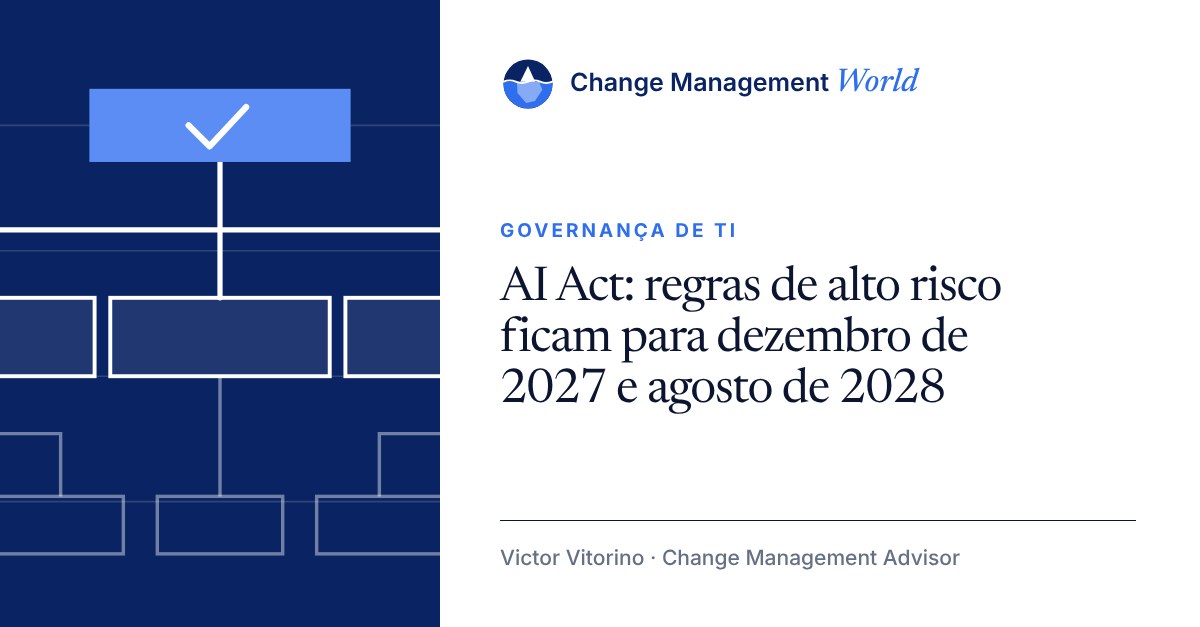 Change Management World
GOVERNANÇA DE TI
AI Act: regras de alto risco
ficam para dezembro de
2027 e agosto de 2028
Victor Vitorino · Change Management Advisor